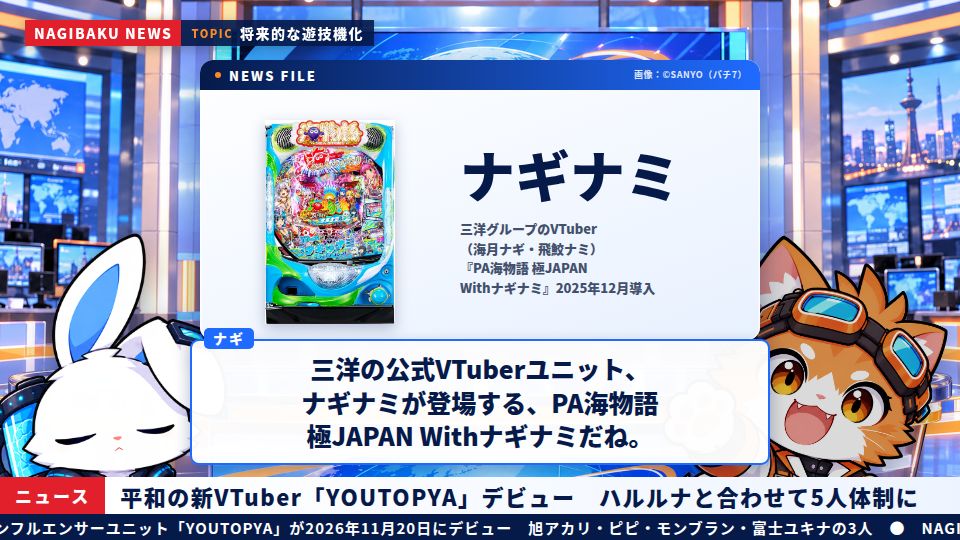 NAGIBAKU NEWS TOPIC 将来的な遊技機化
NEWS FILE 画像：©SANYO（パチ7）
ナギナミ
三洋グループのVTuber
（海月ナギ・飛鮫ナミ）
『PA海物語 極JAPAN
Withナギナミ』2025年12月導入
ナギ
三洋の公式VTuberユニット、
ナギナミが登場する、PA海物語
極JAPAN Withナギナミだね。
ニュース 平和の新VTuber「YOUTOPYA」デビュー　ハルルナと合わせて5人体制に
ンフルエンサーユニット「YOUTOPYA」が2026年11月20日にデビュー　旭アカリ・ピピ・モンブラン・富士ユキナの3人　●　NAGI